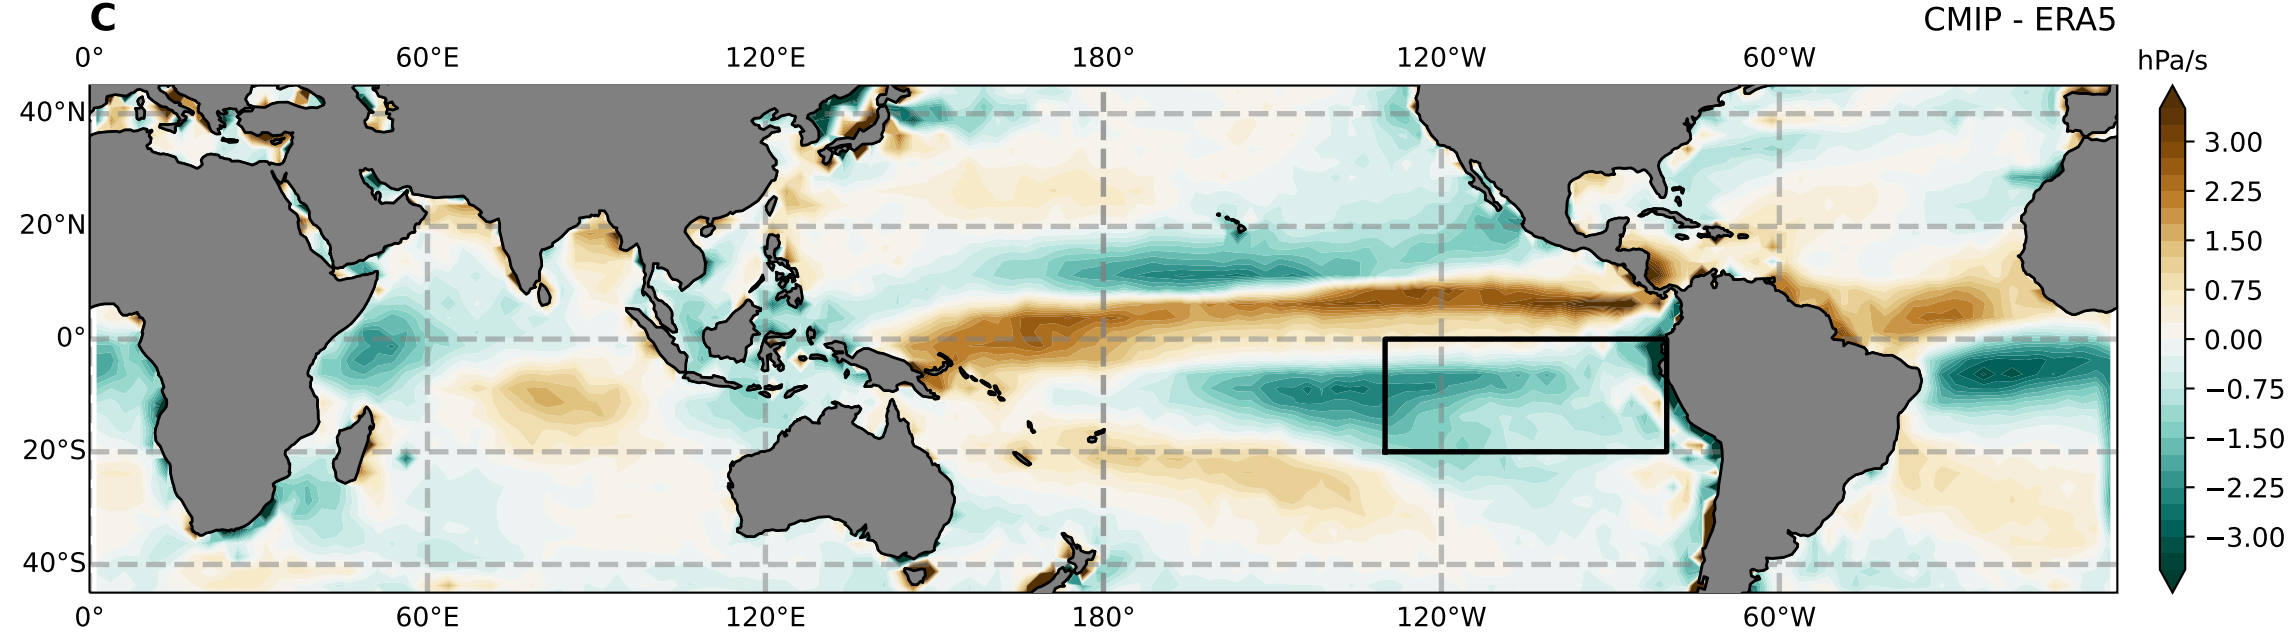 C
CMIP - ERA5
0° 60°E 120°E 180° 120°W 60°W
hPa/s
40°N
20°N
0°
20°S
40°S
3.00
2.25
1.50
0.75
0.00
−0.75
−1.50
−2.25
−3.00
0° 60°E 120°E 180° 120°W 60°W